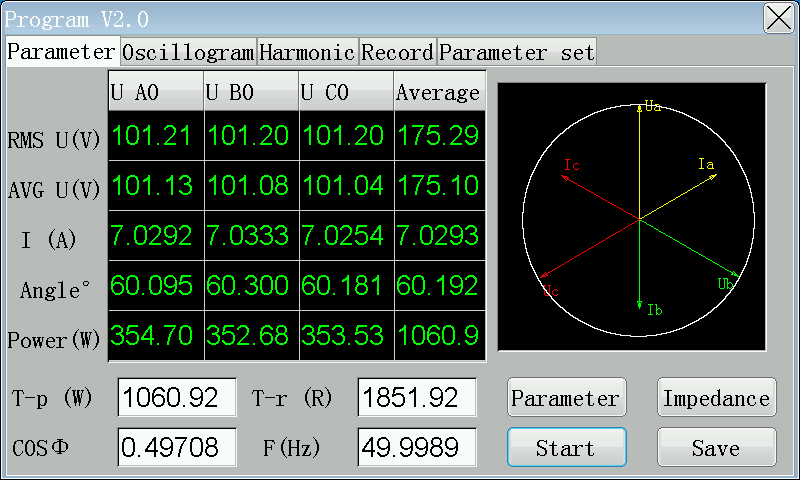 Program V2.0
Parameter Oscillogram Harmonic Record Parameter set
U A0 U B0 U C0 Average
RMS U(V) 101.21 101.20 101.20 175.29
AVG U(V) 101.13 101.08 101.04 175.10
I (A) 7.0292 7.0333 7.0254 7.0293
Angle° 60.095 60.300 60.181 60.192
Power(W) 354.70 352.68 353.53 1060.9
Ua
Ic Ia
Uc Ub
Ib
T-p (W) 1060.92 T-r (R) 1851.92 Parameter Impedance
COSΦ 0.49708 F(Hz) 49.9989 Start Save